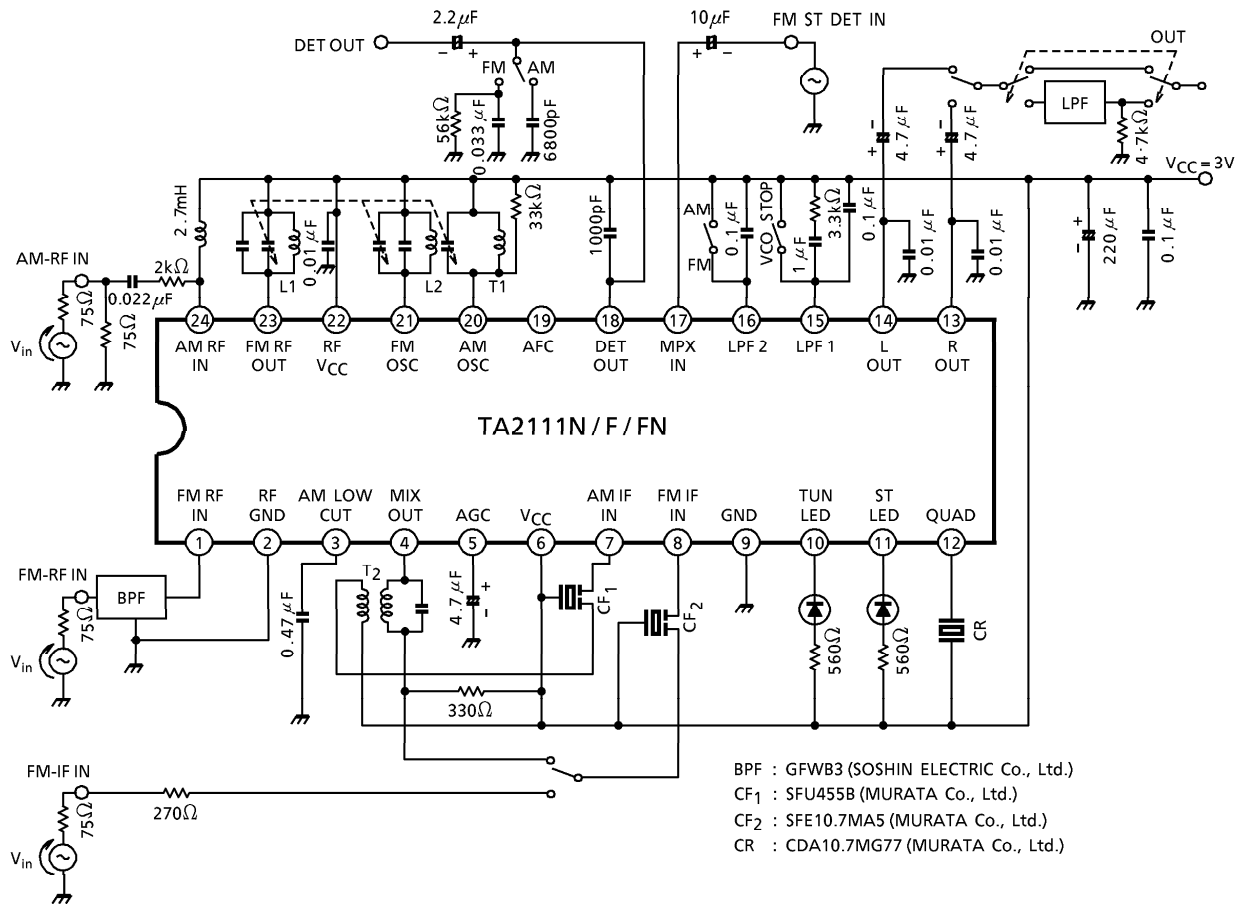 2.2μF
10μF
FM ST DET IN
OUT
DET OUT
FM
AM
LPF
56kΩ
0.033μF
6800pF
4.7μF
4.7μF
4.7kΩ
VCC=3V
2.7mH
0.01μF
33kΩ
1000pF
AM
FM
0.1μF
VCO STOP
1μF
3.3kΩ
0.1μF
0.01μF
0.01μF
220μF
0.1μF
AM-RF IN
2kΩ
0.022μF
L1
L2
T1
75Ω
75Ω
Vin
24 23 22 21 20 19 18 17 16 15 14 13
AM RF IN
FM RF OUT
RF VCC
FM OSC
AM OSC
AFC
DET OUT
MPX IN
LPF 2
LPF 1
L OUT
R OUT
TA2111N/F/FN
FM RF IN
RF GND
AM LOW CUT
MIX OUT
AGC
VCC
AM IF IN
FM IF IN
GND
TUN LED
ST LED
QUAD
1 2 3 4 5 6 7 8 9 10 11 12
FM-RF IN
BPF
75Ω
Vin
0.47μF
T2
4.7μF
CF1
CF2
560Ω
560Ω
CR
330Ω
FM-IF IN
270Ω
75Ω
Vin
BPF : GFWB3 (SOSHIN ELECTRIC Co., Ltd.)
CF1 : SFU455B (MURATA Co., Ltd.)
CF2 : SFE10.7MA5 (MURATA Co., Ltd.)
CR : CDA10.7MG77 (MURATA Co., Ltd.)